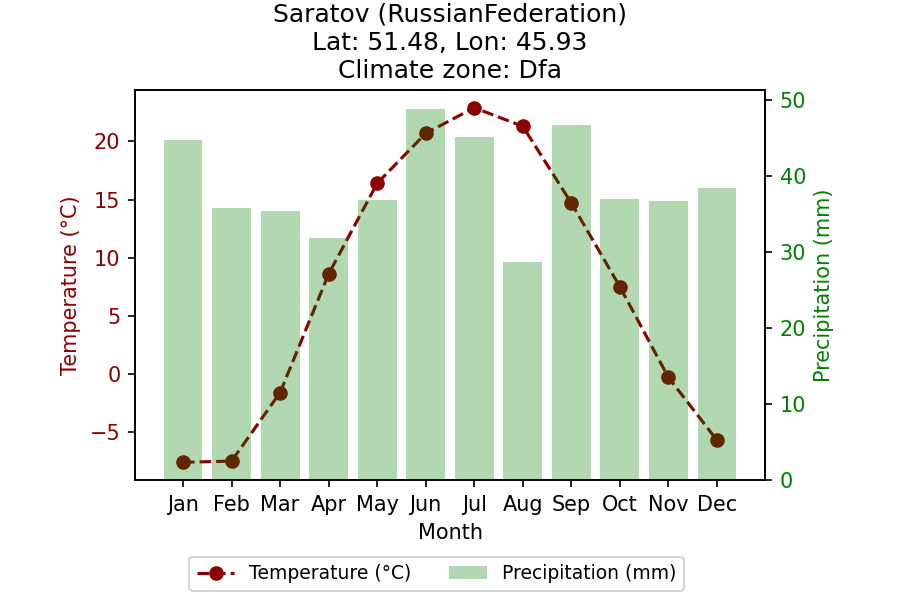 Saratov (RussianFederation)
Lat: 51.48, Lon: 45.93
Climate zone: Dfa
Temperature (°C)
20
15
10
5
0
−5
Precipitation (mm)
50
40
30
20
10
0
Jan Feb Mar Apr May Jun Jul Aug Sep Oct Nov Dec
Month
Temperature (°C) Precipitation (mm)